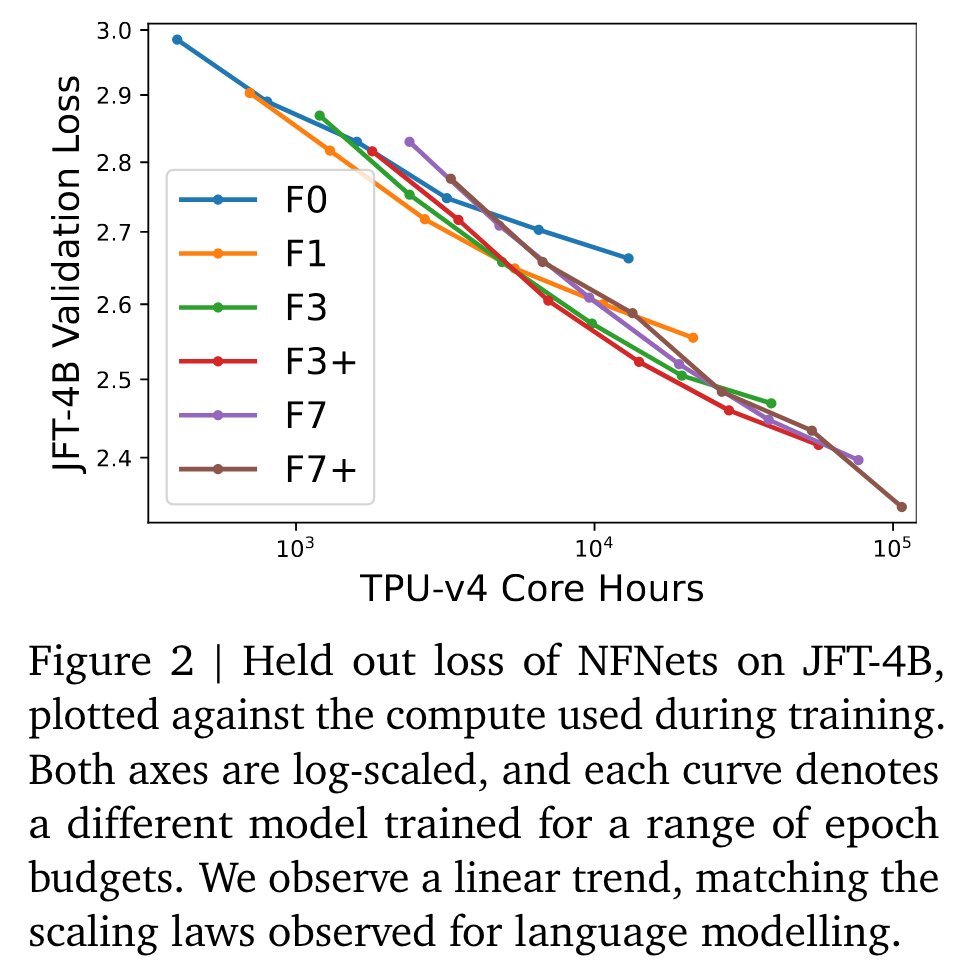 3.0
2.9
2.8
2.7
2.6
2.5
2.4
JFT-4B Validation Loss
F0
F1
F3
F3+
F7
F7+
10³
10⁴
10⁵
TPU-v4 Core Hours
Figure 2 | Held out loss of NFNets on JFT-4B,
plotted against the compute used during training.
Both axes are log-scaled, and each curve denotes
a different model trained for a range of epoch
budgets. We observe a linear trend, matching the
scaling laws observed for language modelling.